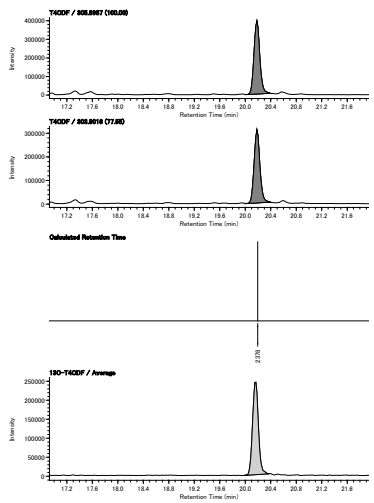 T4CDF / 305.8987 (100.00)
400000
300000
200000
100000
0
Intensity
17.2 17.6 18.0 18.4 18.8 19.2 19.6 20.0 20.4 20.8 21.2 21.6
Retention Time (min)
T4CDF / 303.9016 (77.55)
300000
200000
100000
0
Intensity
17.2 17.6 18.0 18.4 18.8 19.2 19.6 20.0 20.4 20.8 21.2 21.6
Retention Time (min)
Calculated Retention Time
2378
13C-T4CDF / Average
250000
200000
150000
100000
50000
0
Intensity
17.2 17.6 18.0 18.4 18.8 19.2 19.6 20.0 20.4 20.8 21.2 21.6
Retention Time (min)